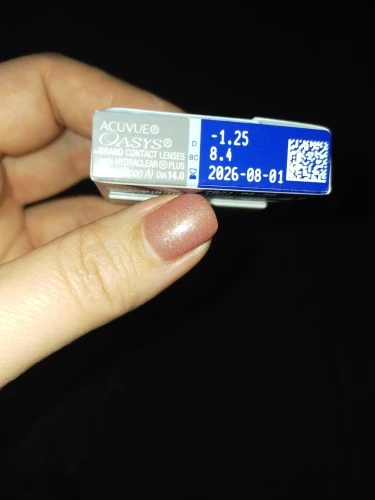 ACUVUE®
OASYS®
BRAND CONTACT LENSES
WITH HYDRACLEAR® PLUS
DIA 14.0
D -1.25
BC 8.4
2026-08-01